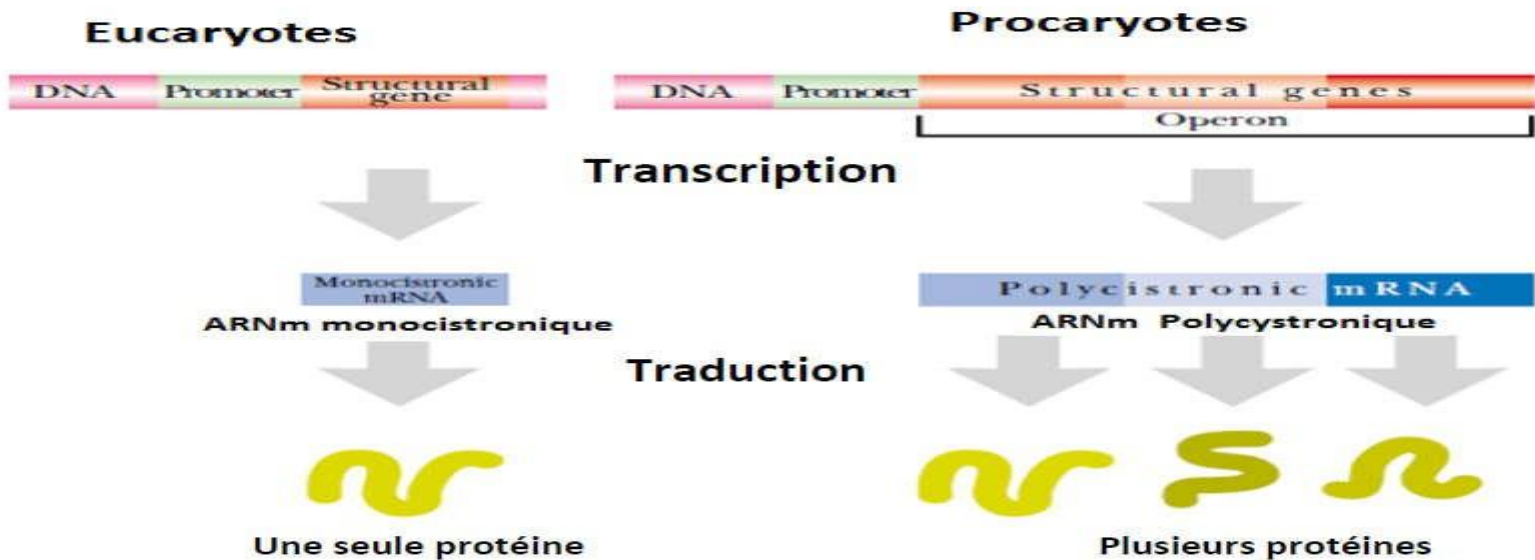 Eucaryotes
Procaryotes
DNA Promoter Structural gene
DNA Promoter Structural genes
Operon
Transcription
Monocistronic
mRNA
ARNm monocistronique
Polycistronic mRNA
ARNm Polycystronique
Traduction
Une seule protéine
Plusieurs protéines